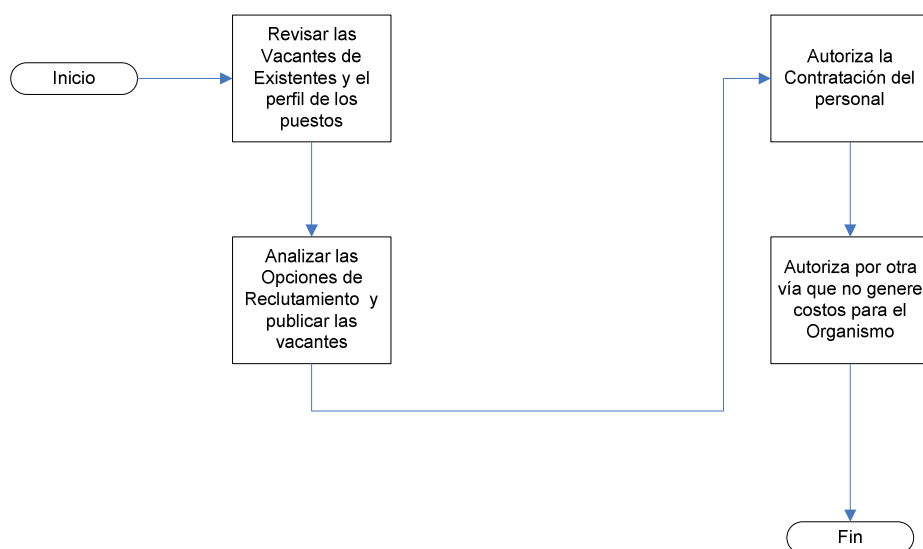 Inicio
Revisar las
Vacantes de
Existentes y el
perfil de los
puestos
Analizar las
Opciones de
Reclutamiento y
publicar las
vacantes
Autoriza la
Contratación del
personal
Autoriza por otra
vía que no genere
costos para el
Organismo
Fin